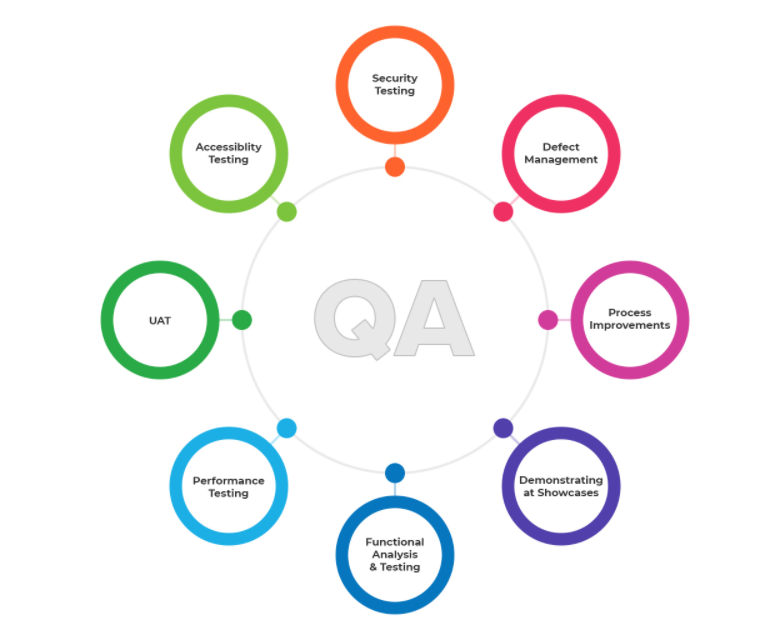 Security
Testing
Defect
Management
Process
Improvements
Demonstrating
at Showcases
Functional
Analysis
& Testing
Performance
Testing
UAT
Accessiblity
Testing
QA